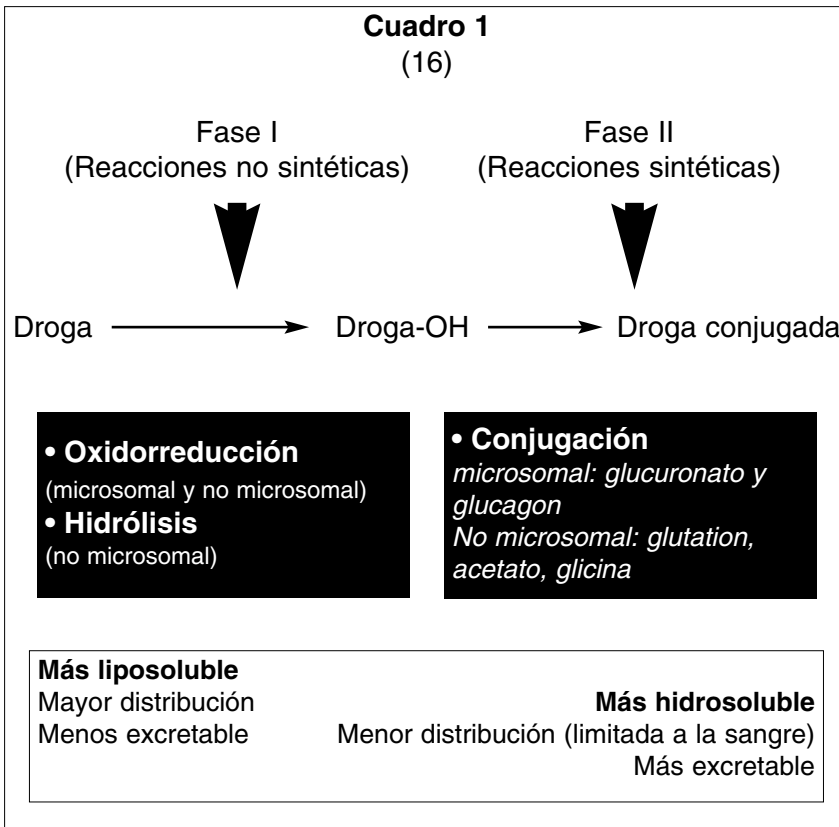 Cuadro 1
(16)
Fase I
(Reacciones no sintéticas)
Fase II
(Reacciones sintéticas)
Droga
Droga-OH
Droga conjugada
• Oxidorreducción
(microsomal y no microsomal)
• Hidrólisis
(no microsomal)
• Conjugación
microsomal: glucuronato y
glucagon
No microsomal: glutation,
acetato, glicina
Más liposoluble
Mayor distribución
Menos excretable
Más hidrosoluble
Menor distribución (limitada a la sangre)
Más excretable